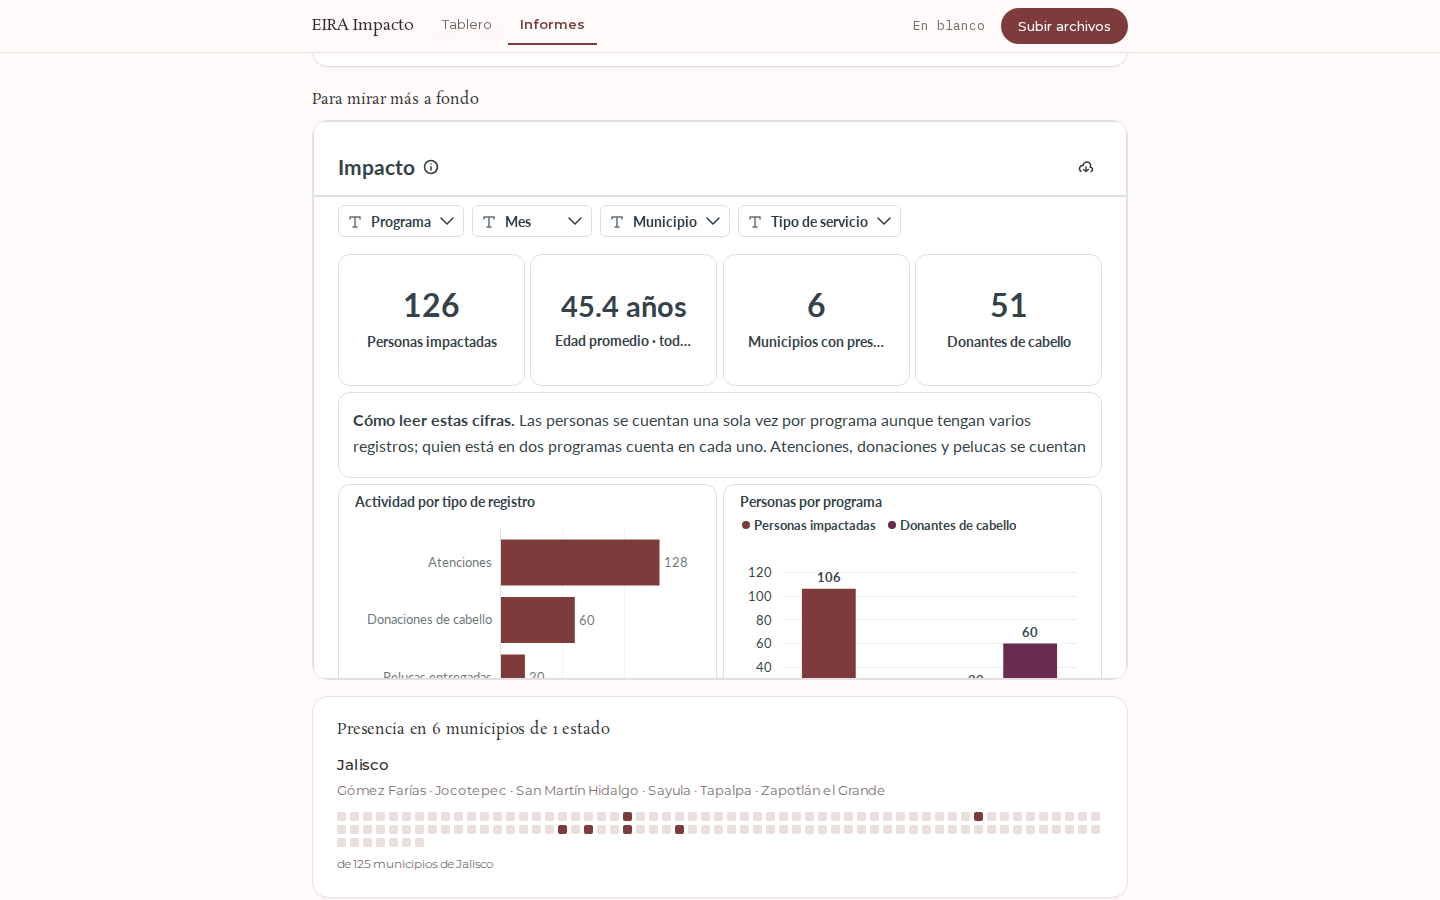 EIRA Impacto
Tablero
Informes
En blanco
Subir archivos
Para mirar más a fondo
Impacto
Programa
Mes
Municipio
Tipo de servicio
126
Personas impactadas
45.4 años
Edad promedio · tod...
6
Municipios con pres...
51
Donantes de cabello
Cómo leer estas cifras. Las personas se cuentan una sola vez por programa aunque tengan varios
registros; quien está en dos programas cuenta en cada uno. Atenciones, donaciones y pelucas se cuentan
Actividad por tipo de registro
Atenciones
128
Donaciones de cabello
60
Pelucas entregadas
20
Personas por programa
Personas impactadas
Donantes de cabello
120
100
80
60
40
106
60
20
Presencia en 6 municipios de 1 estado
Jalisco
Gómez Farías · Jocotepec · San Martín Hidalgo · Sayula · Tapalpa · Zapotlán el Grande
de 125 municipios de Jalisco